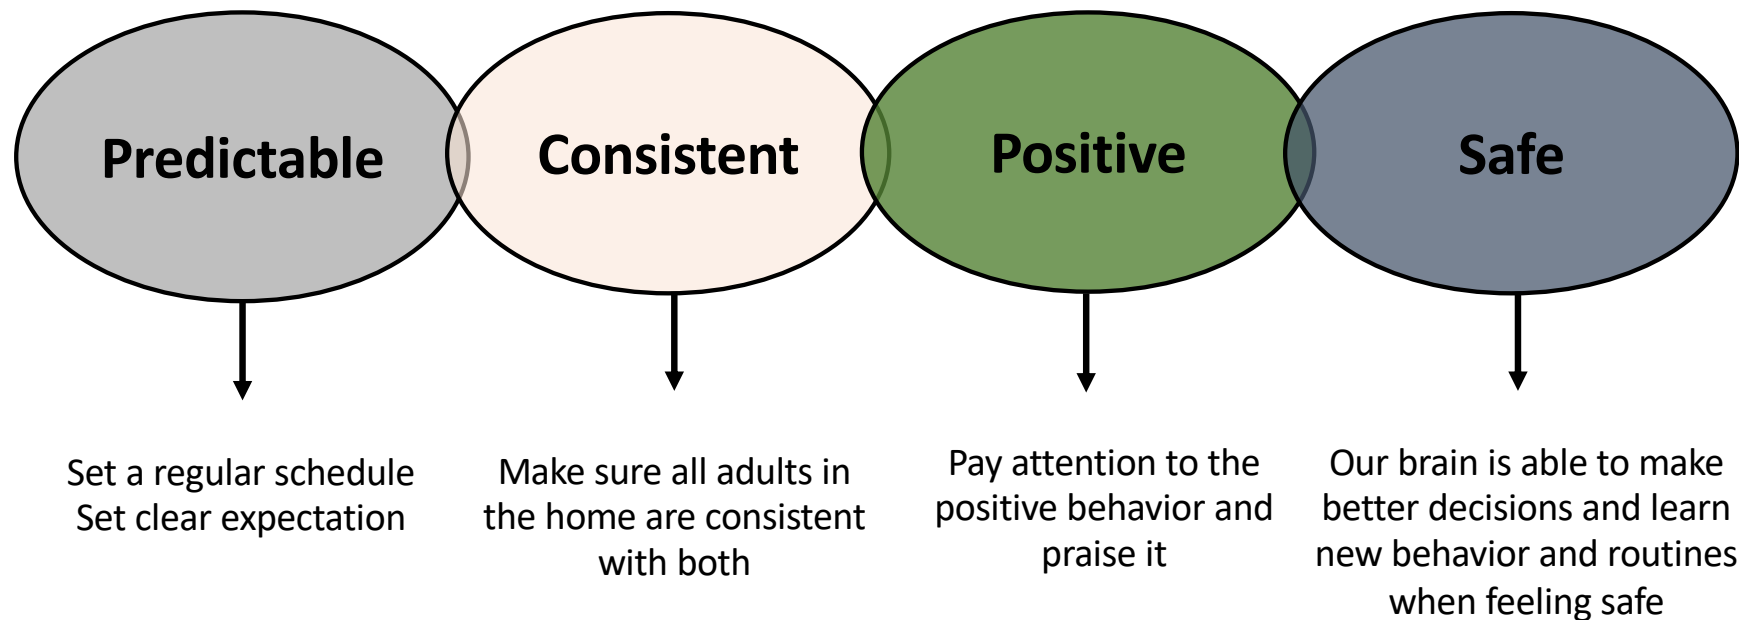 Predictable
Consistent
Positive
Safe
Set a regular schedule
Set clear expectation
Make sure all adults in
the home are consistent
with both
Pay attention to the
positive behavior and
praise it
Our brain is able to make
better decisions and learn
new behavior and routines
when feeling safe